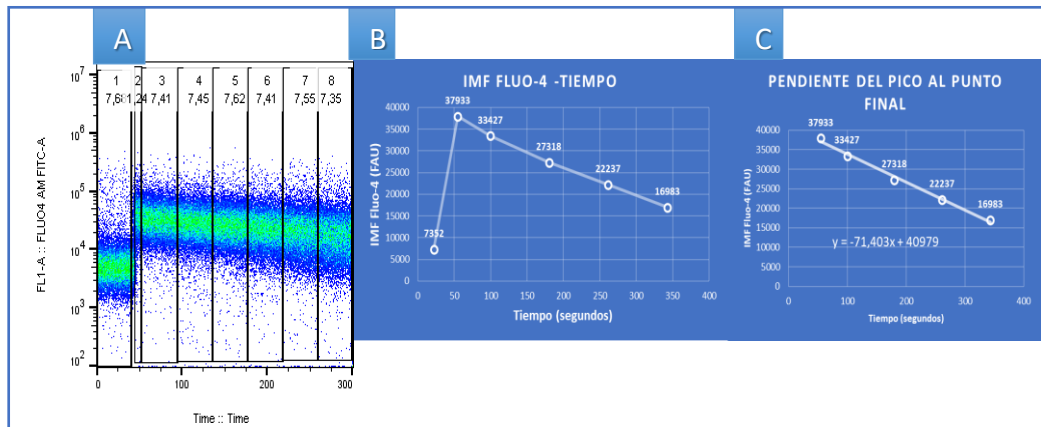 A
FL1-A :: FLUO4 AM FITC-A
10^7
10^6
10^5
10^4
10^3
10^2
1 2 3 4 5 6 7 8
7,41 7,45 7,62 7,41 7,55 7,35
0 100 200 300
Time :: Time
B
IMF FLUO-4 -TIEMPO
IMF Fluo-4 (FAU)
40000
35000
30000
25000
20000
15000
10000
5000
0
37933
33427
27318
22237
16983
7352
0 50 100 150 200 250 300 350 400
Tiempo (segundos)
C
PENDIENTE DEL PICO AL PUNTO
FINAL
IMF Fluo-4 (FAU)
40000
35000
30000
25000
20000
15000
10000
5000
0
37933
33427
27318
22237
16983
y = -71,403x + 40979
0 100 200 300 400
Tiempo (segundos)